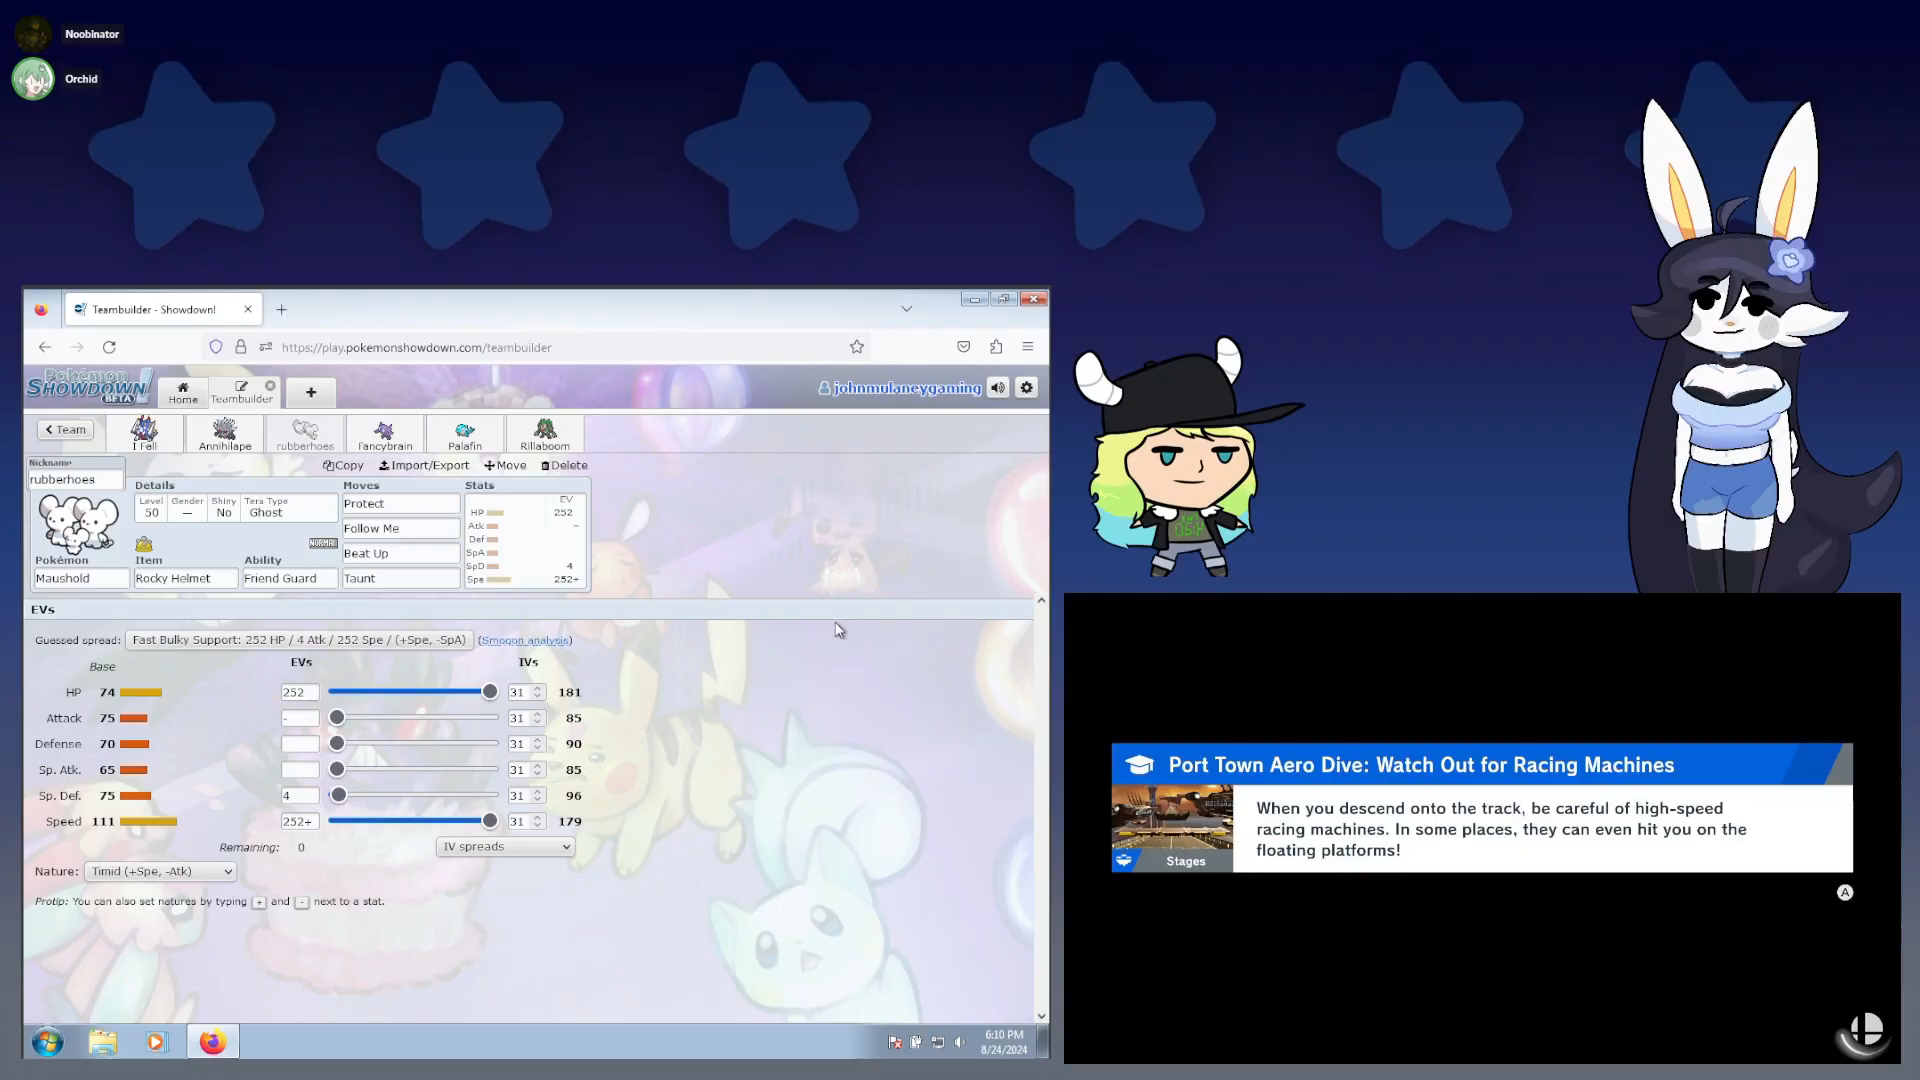 Noobinator
Orchid
Teambuilder - Showdown!
https://play.pokemonshowdown.com/teambuilder
Pokémon
SHOWDOWN!
BETA
Home
Teambuilder
johnmulaneygaming
Team
I Fell
Annihilape
rubberhoes
Fancybrain
Palafin
Rillaboom
Nickname
rubberhoes
Copy Import/Export Move Delete
Details
Level Gender Shiny Tera Type
50 — No Ghost
NORMAL
Pokémon Item Ability
Maushold Rocky Helmet Friend Guard
Moves
Protect
Follow Me
Beat Up
Taunt
Stats
EV
HP 252
Atk -
Def
SpA
SpD 4
Spe 252+
EVs
Guessed spread: Fast Bulky Support: 252 HP / 4 Atk / 252 Spe / (+Spe, -SpA) (Smogon analysis)
Base EVs IVs
HP 74 252 31 181
Attack 75 - 31 85
Defense 70 31 90
Sp. Atk. 65 31 85
Sp. Def. 75 4 31 96
Speed 111 252+ 31 179
Remaining: 0 IV spreads
Nature: Timid (+Spe, -Atk)
Protip: You can also set natures by typing + and - next to a stat.
6:10 PM
8/24/2024
Port Town Aero Dive: Watch Out for Racing Machines
When you descend onto the track, be careful of high-speed
racing machines. In some places, they can even hit you on the
floating platforms!
Stages
A